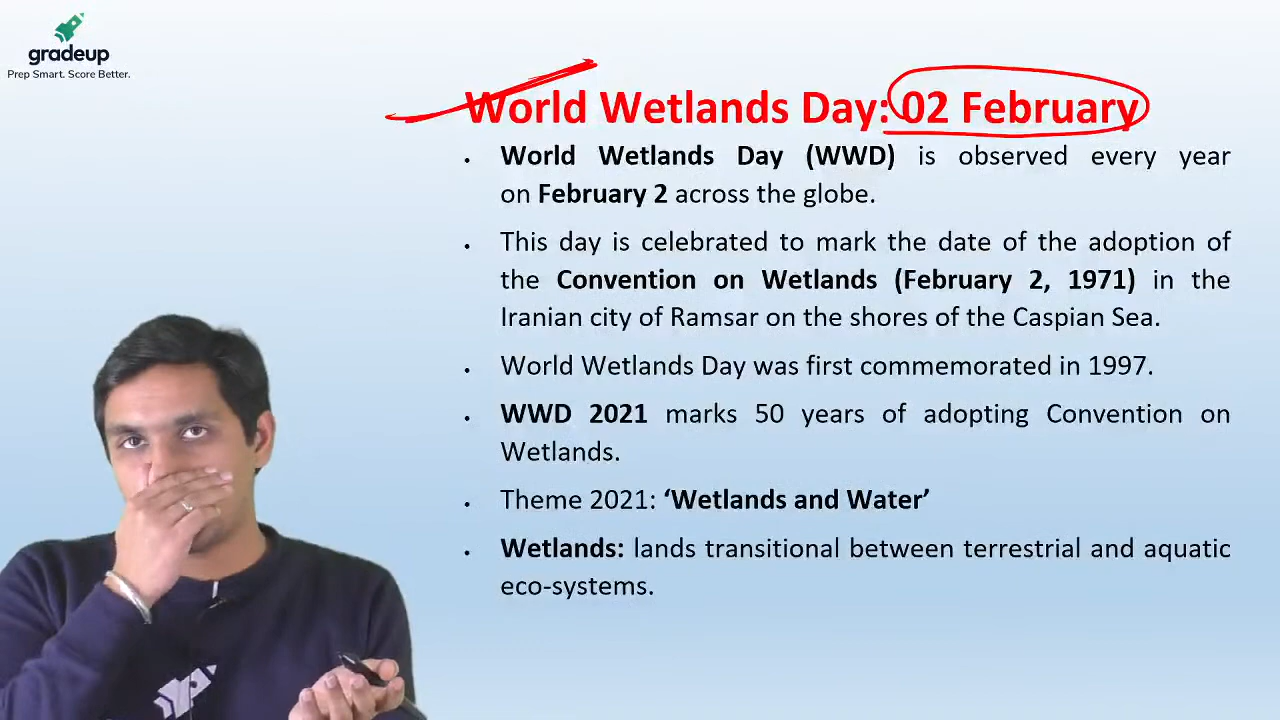 gradeup
Prep Smart. Score Better.
World Wetlands Day: 02 February
• World Wetlands Day (WWD) is observed every year
on February 2 across the globe.
• This day is celebrated to mark the date of the adoption of
the Convention on Wetlands (February 2, 1971) in the
Iranian city of Ramsar on the shores of the Caspian Sea.
• World Wetlands Day was first commemorated in 1997.
• WWD 2021 marks 50 years of adopting Convention on
Wetlands.
• Theme 2021: ‘Wetlands and Water’
• Wetlands: lands transitional between terrestrial and aquatic
eco-systems.